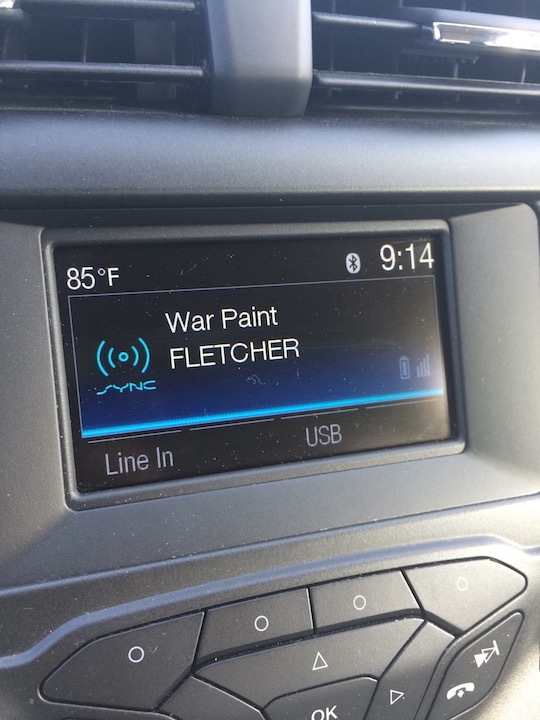 85°F
9:14
War Paint
FLETCHER
SYNC
Line In
USB
OK